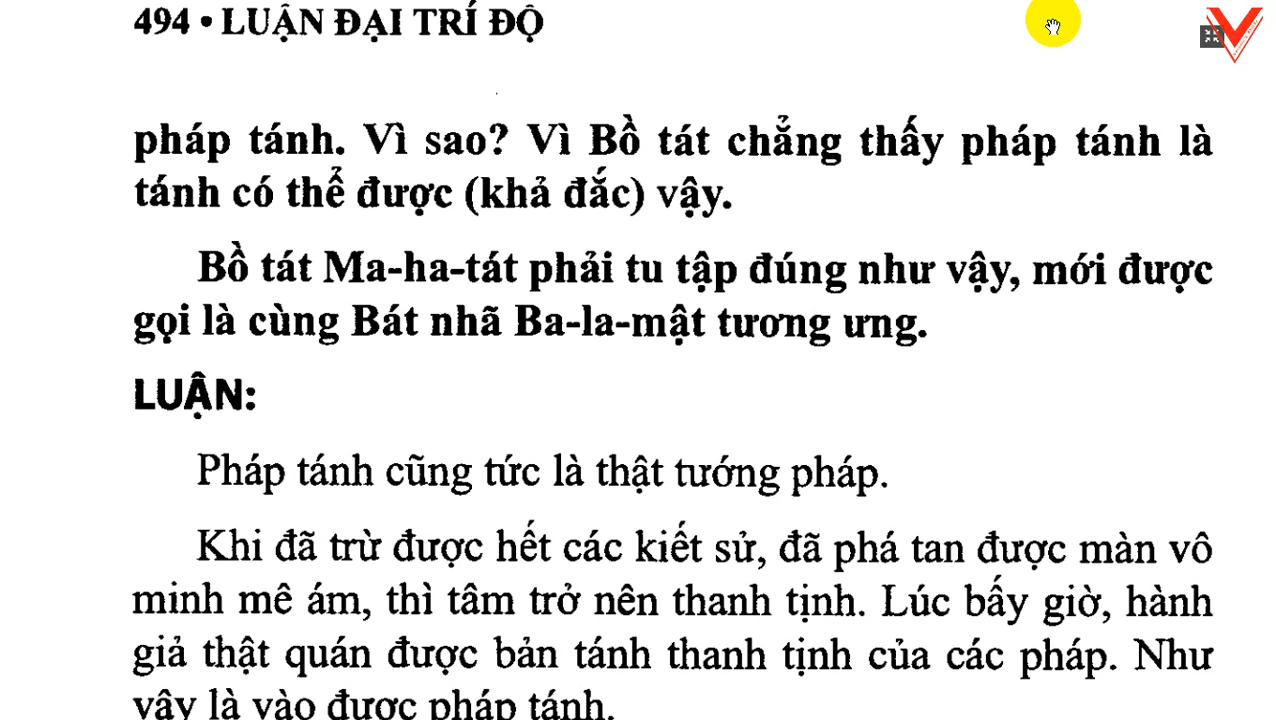 494 • LUẬN ĐẠI TRÍ ĐỘ
pháp tánh. Vì sao? Vì Bồ tát chẳng thấy pháp tánh là
tánh có thể được (khả đắc) vậy.
Bồ tát Ma-ha-tát phải tu tập đúng như vậy, mới được
gọi là cùng Bát nhã Ba-la-mật tương ưng.
LUẬN:
Pháp tánh cũng tức là thật tướng pháp.
Khi đã trừ được hết các kiết sử, đã phá tan được màn vô
minh mê ám, thì tâm trở nên thanh tịnh. Lúc bấy giờ, hành
giả thật quán được bản tánh thanh tịnh của các pháp. Như
vậy là vào được pháp tánh.